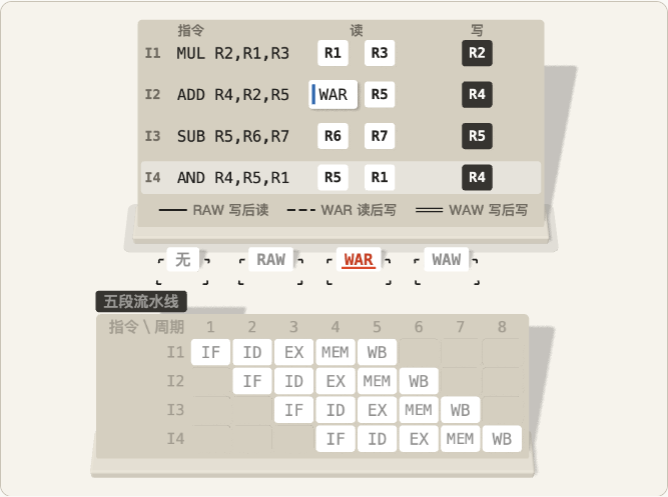 指令 读 写
I1 MUL R2,R1,R3 R1 R3 R2
I2 ADD R4,R2,R5 WAR R5 R4
I3 SUB R5,R6,R7 R6 R7 R5
I4 AND R4,R5,R1 R5 R1 R4
RAW 写后读 WAR 读后写 WAW 写后写
无 RAW WAR WAW
五段流水线
指令 \ 周期 1 2 3 4 5 6 7 8
I1 IF ID EX MEM WB
I2 IF ID EX MEM WB
I3 IF ID EX MEM WB
I4 IF ID EX MEM WB